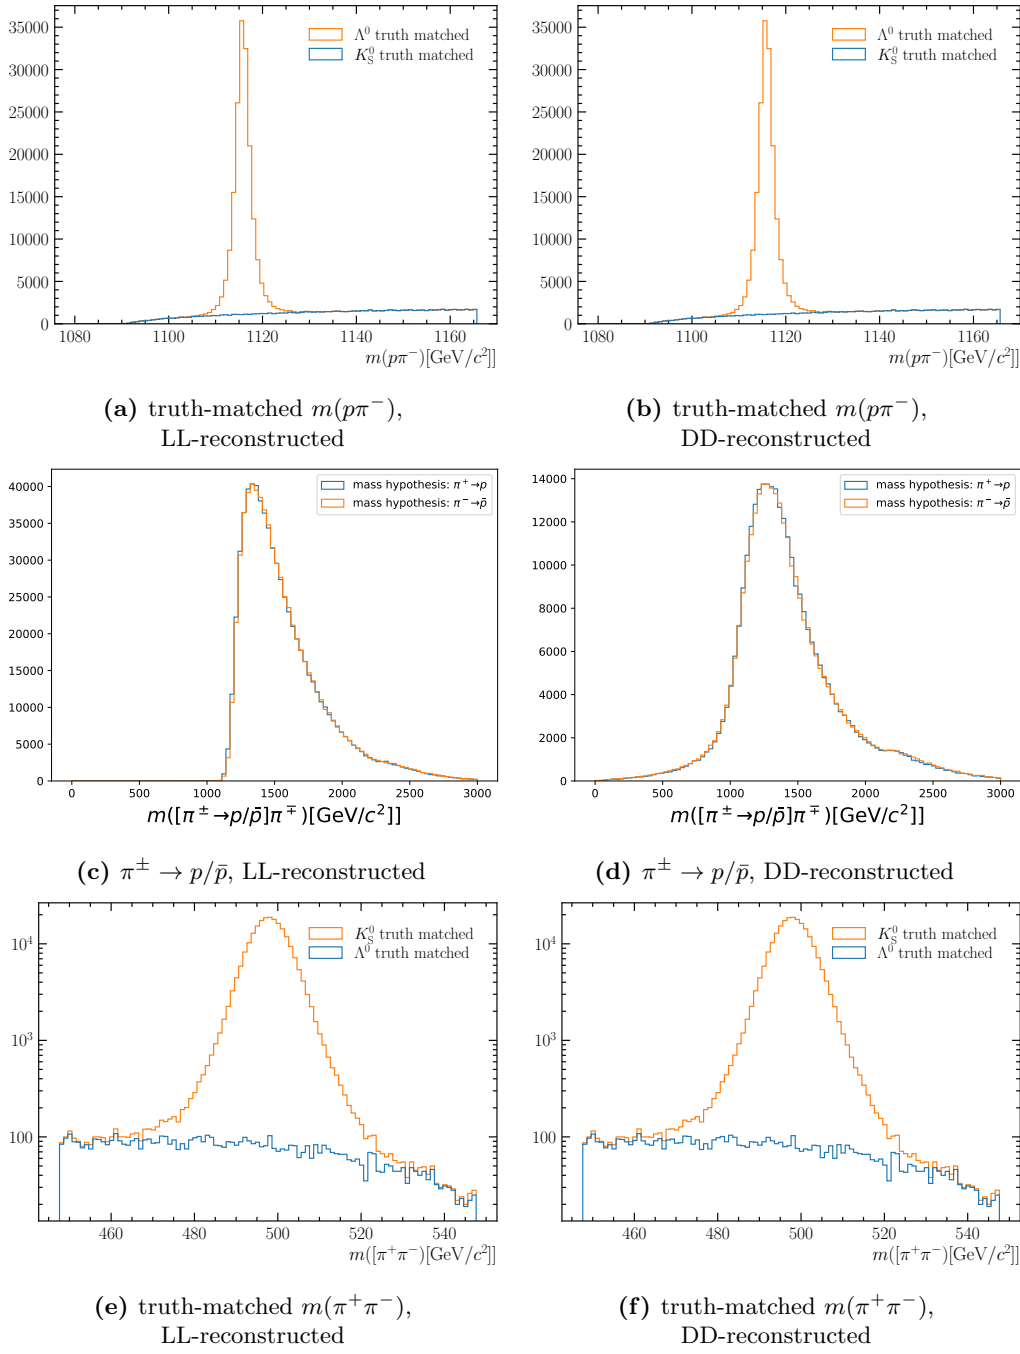 35000
30000
25000
20000
15000
10000
5000
0
1080 1100 1120 1140 1160
m(pπ⁻)[GeV/c²]]
Λ⁰ truth matched
K_S⁰ truth matched
35000
30000
25000
20000
15000
10000
5000
0
1080 1100 1120 1140 1160
m(pπ⁻)[GeV/c²]]
Λ⁰ truth matched
K_S⁰ truth matched
(a) truth-matched m(pπ⁻),
LL-reconstructed
(b) truth-matched m(pπ⁻),
DD-reconstructed
40000
35000
30000
25000
20000
15000
10000
5000
0
0 500 1000 1500 2000 2500 3000
m([π^±→p/p̄]π^∓)[GeV/c²]]
mass hypothesis: π⁺→p
mass hypothesis: π⁻→p̄
14000
12000
10000
8000
6000
4000
2000
0
0 500 1000 1500 2000 2500 3000
m([π^±→p/p̄]π^∓)[GeV/c²]]
mass hypothesis: π⁺→p
mass hypothesis: π⁻→p̄
(c) π^± → p/p̄, LL-reconstructed
(d) π^± → p/p̄, DD-reconstructed
10⁴
10³
100
460 480 500 520 540
m([π⁺π⁻)[GeV/c²]]
K_S⁰ truth matched
Λ⁰ truth matched
10⁴
10³
100
460 480 500 520 540
m([π⁺π⁻)[GeV/c²]]
K_S⁰ truth matched
Λ⁰ truth matched
(e) truth-matched m(π⁺π⁻),
LL-reconstructed
(f) truth-matched m(π⁺π⁻),
DD-reconstructed